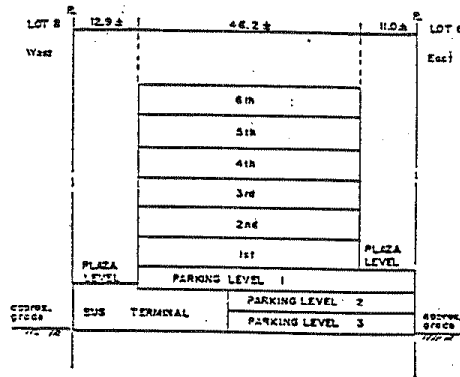 LOT 8 P 12.9 ± 46.2 ± 11.0 ± P LOT 6
West East
6th
5th
4th
3rd
2nd
1st
PLAZA LEVEL
PLAZA LEVEL
PARKING LEVEL 1
PARKING LEVEL 2
approx. grade BUS TERMINAL approx. grade
PARKING LEVEL 3